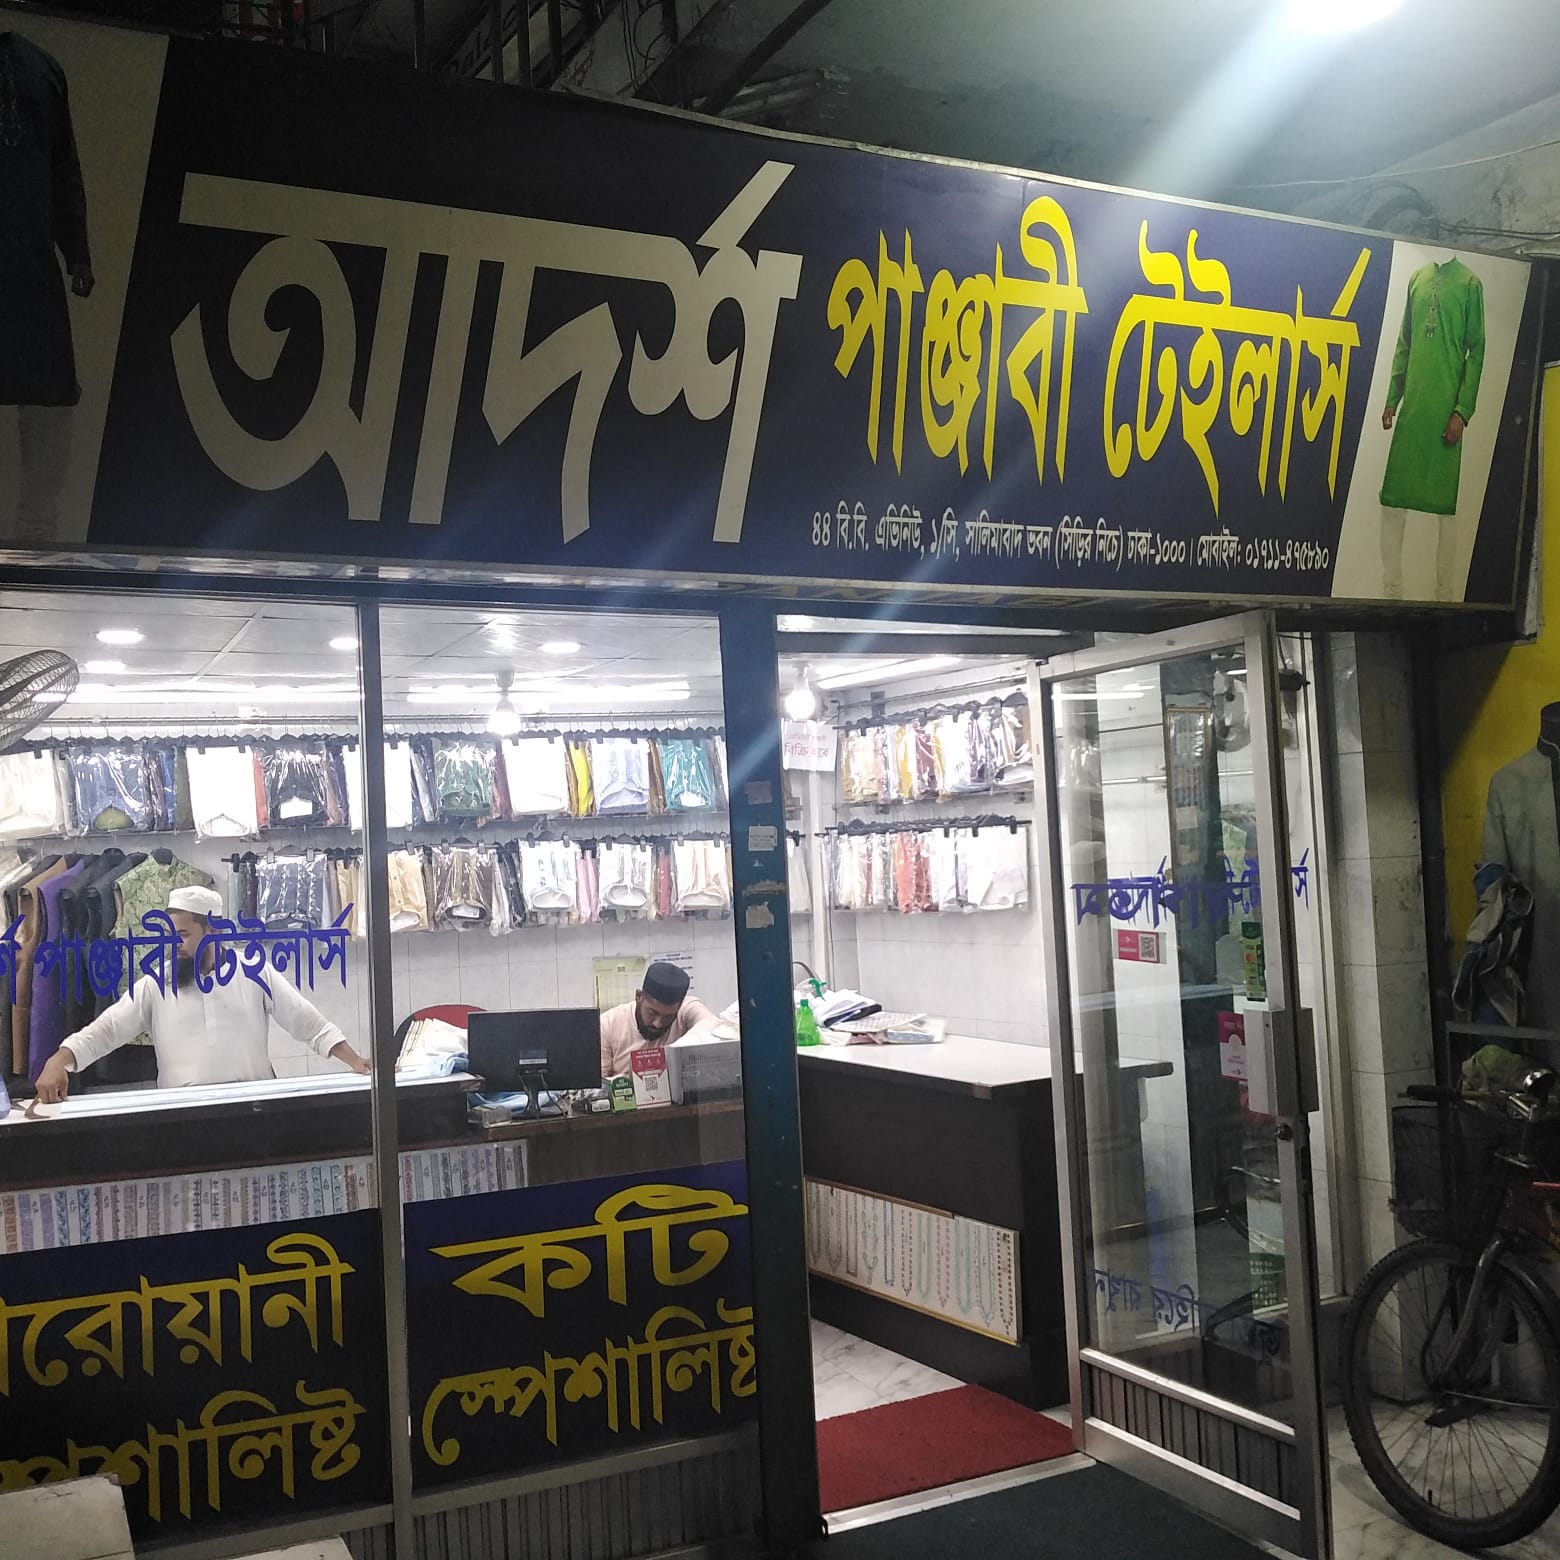 আদর্শ পাঞ্জাবী টেইলার্স
৪৪ বি.বি. এভিনিউ, ১/সি, সালিমাবাদ ভবন (সিঁড়ির নিচে) ঢাকা-১০০০। মোবাইল: ০১৭১১-৪৭৫৮৯০
পাঞ্জাবী টেইলার্স
কটি
স্পেশালিষ্ট